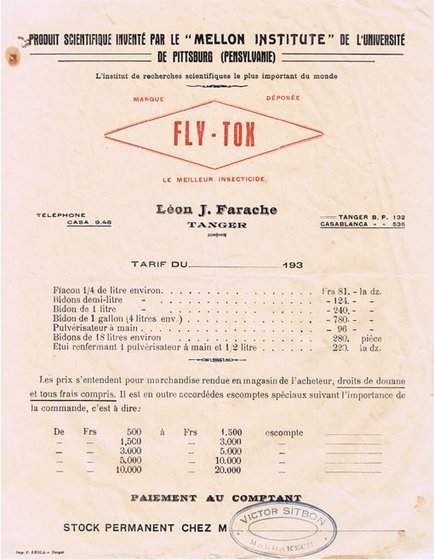 PRODUIT SCIENTIFIQUE INVENTÉ PAR LE "MELLON INSTITUTE" DE L'UNIVERSITÉ
DE PITTSBURG (PENSYLVANIE)
L'institut de recherches scientifiques le plus important du monde
MARQUE DÉPOSÉE
FLY-TOX
LE MEILLEUR INSECTICIDE,
TÉLÉPHONE
CASA 9.48
Léon J. Farache
TANGER
TANGER B. P. 132
CASABLANCA - - 536
TARIF DU 193
Flacon 1/4 de litre environ. Frs 81.- la dz.
Bidons demi-litre - - 124. - -
Bidon de 1 litre - - 240, - -
Bidon de 1 gallon (4 litres env.) - 780. - -
Pulvérisateur à main - 96 - -
Bidons de 18 litres environ 280. pièce
Etui renfermant 1 pulvérisateur à main et 1/2 litre 220. la dz.
Les prix s'entendent pour marchandise rendue en magasin de l'acheteur, droits de douane
et tous frais compris. Il est en outre accordédes escomptes spéciaux suivant l'importance de
la commande, c'est à dire:
De Frs 500 à Frs 1.500 escompte
- - 1,500 - 3.000 -
- - 3.000 - 5.000 -
- - 5.000 - 10.000 -
- - 10.000 - 20.000 -
PAIEMENT AU COMPTANT
STOCK PERMANENT CHEZ M
VICTOR SITBON
MARRAKECH
Imp. F. EROLA. - Tanger